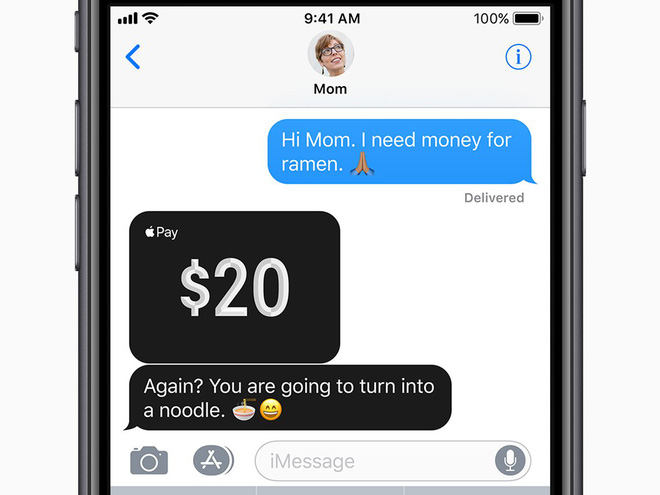 9:41 AM
100%
Mom
Hi Mom. I need money for
ramen. 🙏🏽
Delivered
Pay
$20
Again? You are going to turn into
a noodle. 🍜😄
iMessage